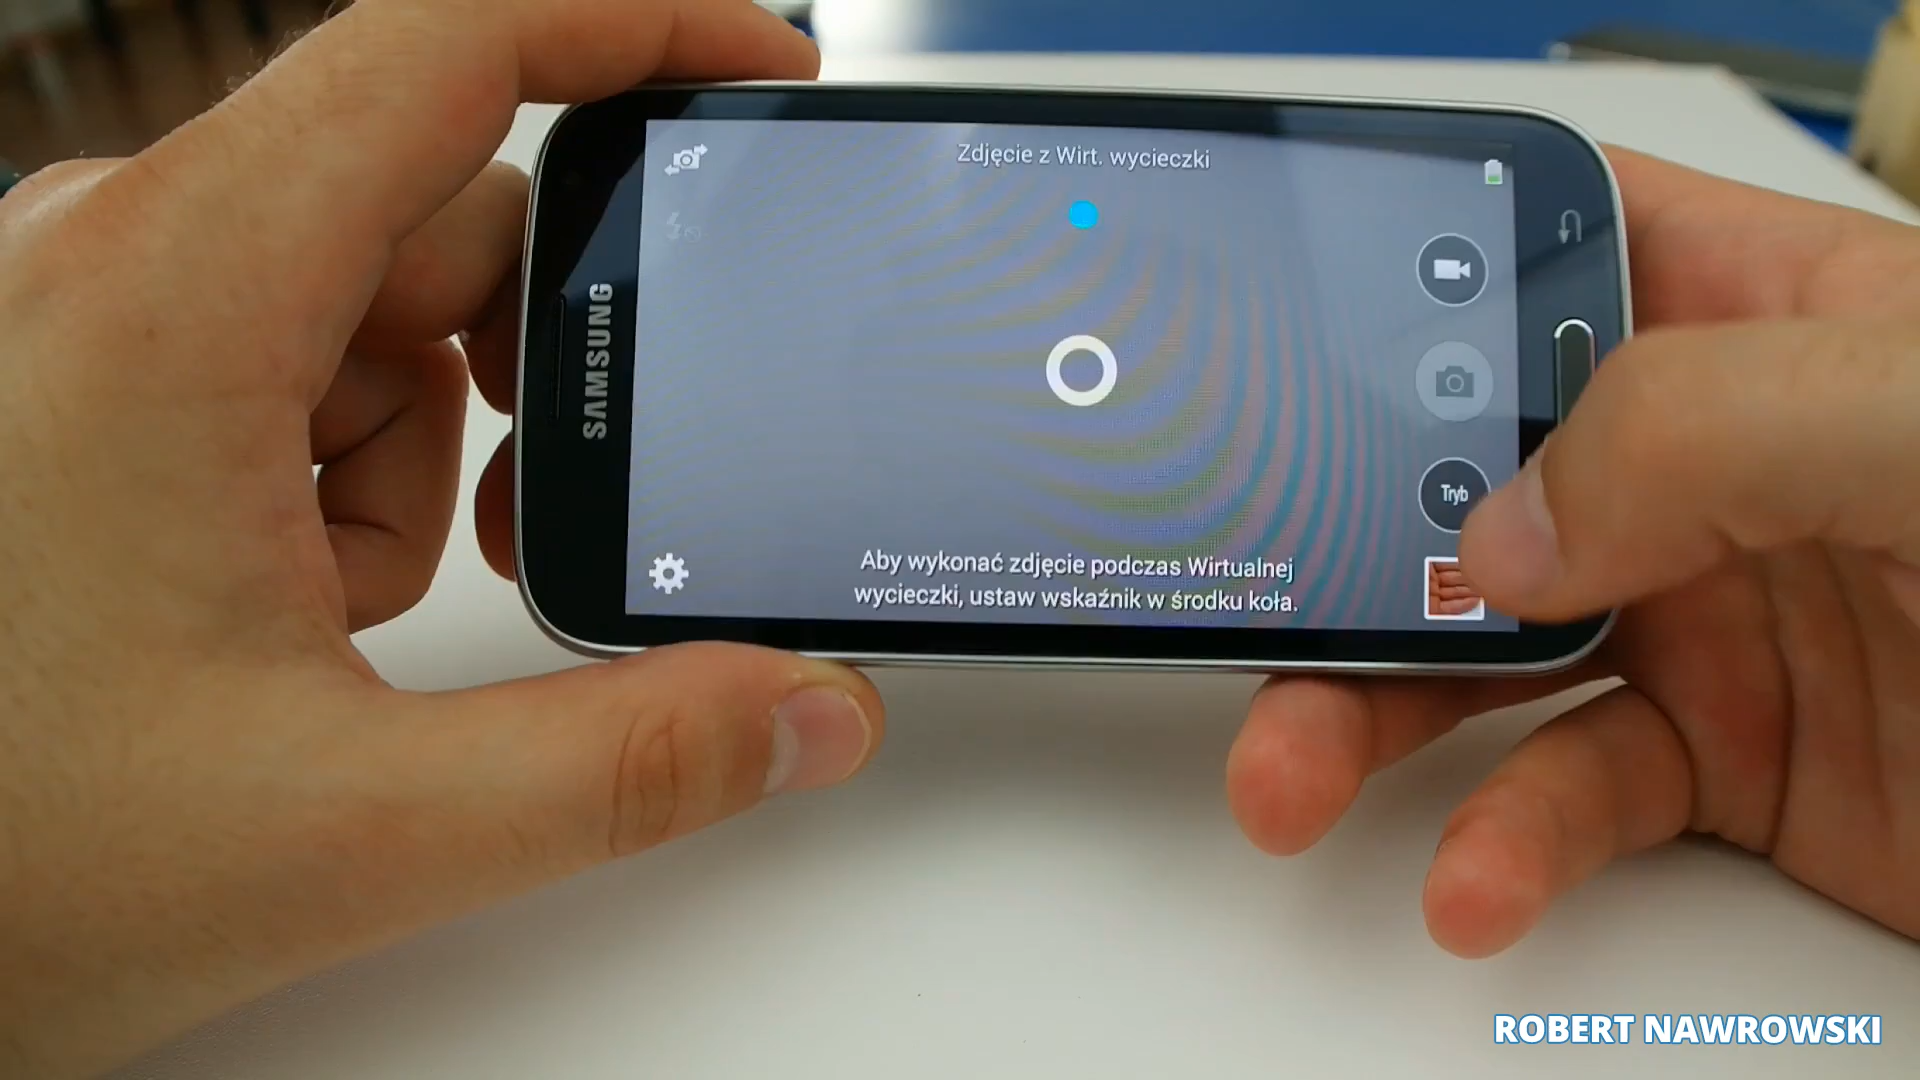 Zdjęcie z Wirt. wycieczki
SAMSUNG
Tryb
Aby wykonać zdjęcie podczas Wirtualnej
wycieczki, ustaw wskaźnik w środku koła.
ROBERT NAWROWSKI